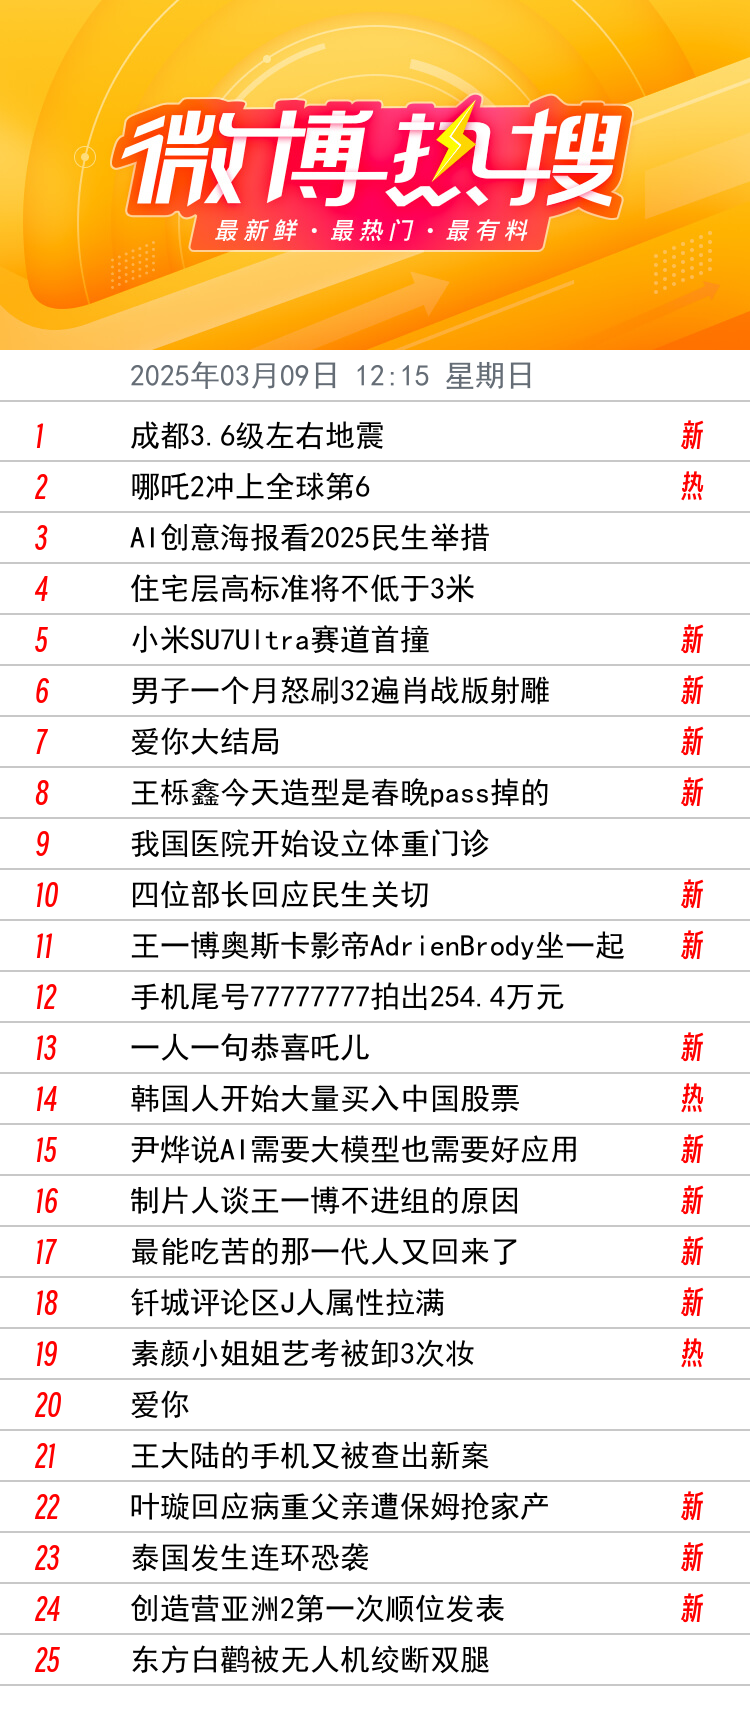 微博热搜
最新鲜·最热门·最有料
2025年03月09日 12:15 星期日
1 成都3.6级左右地震 新
2 哪吒2冲上全球第6 热
3 AI创意海报看2025民生举措
4 住宅层高标准将不低于3米
5 小米SU7Ultra赛道首撞 新
6 男子一个月怒刷32遍肖战版射雕 新
7 爱你大结局 新
8 王栎鑫今天造型是春晚pass掉的 新
9 我国医院开始设立体重门诊
10 四位部长回应民生关切 新
11 王一博奥斯卡影帝AdrienBrody坐一起 新
12 手机尾号77777777拍出254.4万元
13 一人一句恭喜吒儿 新
14 韩国人开始大量买入中国股票 热
15 尹烨说AI需要大模型也需要好应用 新
16 制片人谈王一博不进组的原因 新
17 最能吃苦的那一代人又回来了 新
18 钎城评论区J人属性拉满 新
19 素颜小姐姐艺考被卸3次妆 热
20 爱你
21 王大陆的手机又被查出新案
22 叶璇回应病重父亲遭保姆抢家产 新
23 泰国发生连环恐袭 新
24 创造营亚洲2第一次顺位发表 新
25 东方白鹳被无人机绞断双腿